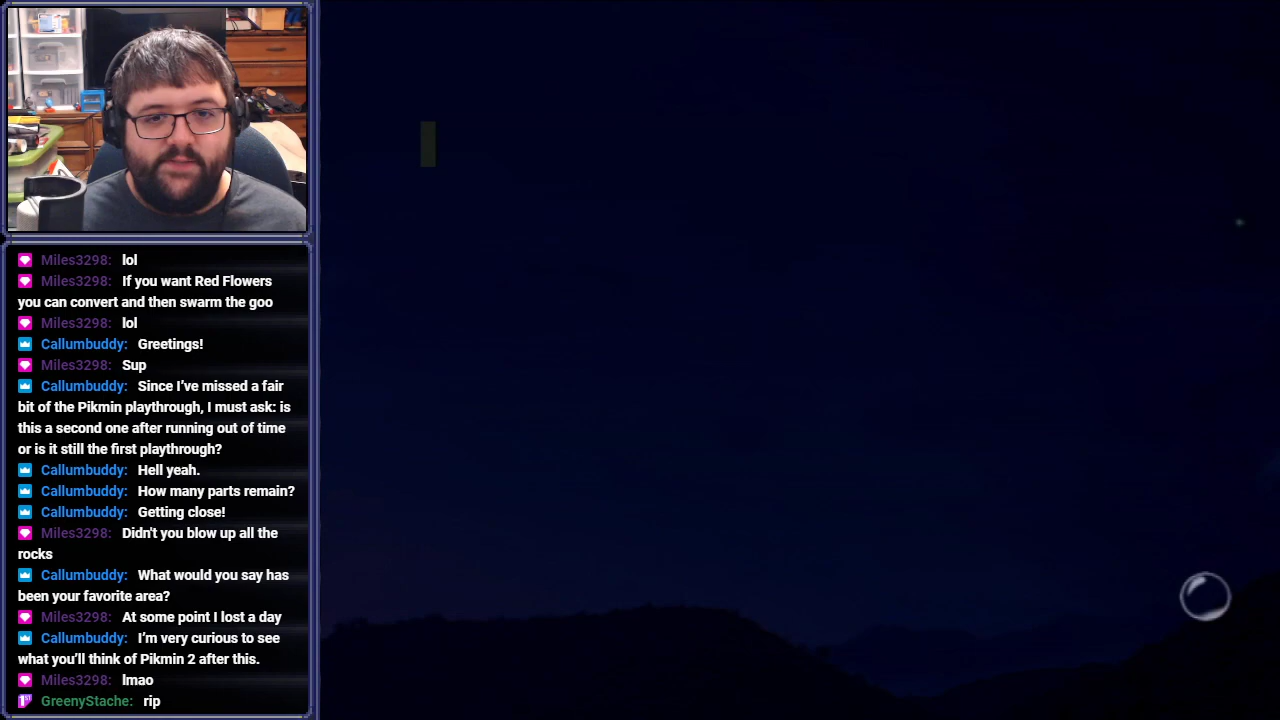 Miles3298: lol
Miles3298: If you want Red Flowers
you can convert and then swarm the goo
Miles3298: lol
Callumbuddy: Greetings!
Miles3298: Sup
Callumbuddy: Since I've missed a fair
bit of the Pikmin playthrough, I must ask: is
this a second one after running out of time
or is it still the first playthrough?
Callumbuddy: Hell yeah.
Callumbuddy: How many parts remain?
Callumbuddy: Getting close!
Miles3298: Didn't you blow up all the
rocks
Callumbuddy: What would you say has
been your favorite area?
Miles3298: At some point I lost a day
Callumbuddy: I'm very curious to see
what you'll think of Pikmin 2 after this.
Miles3298: lmao
1ST GreenyStache: rip